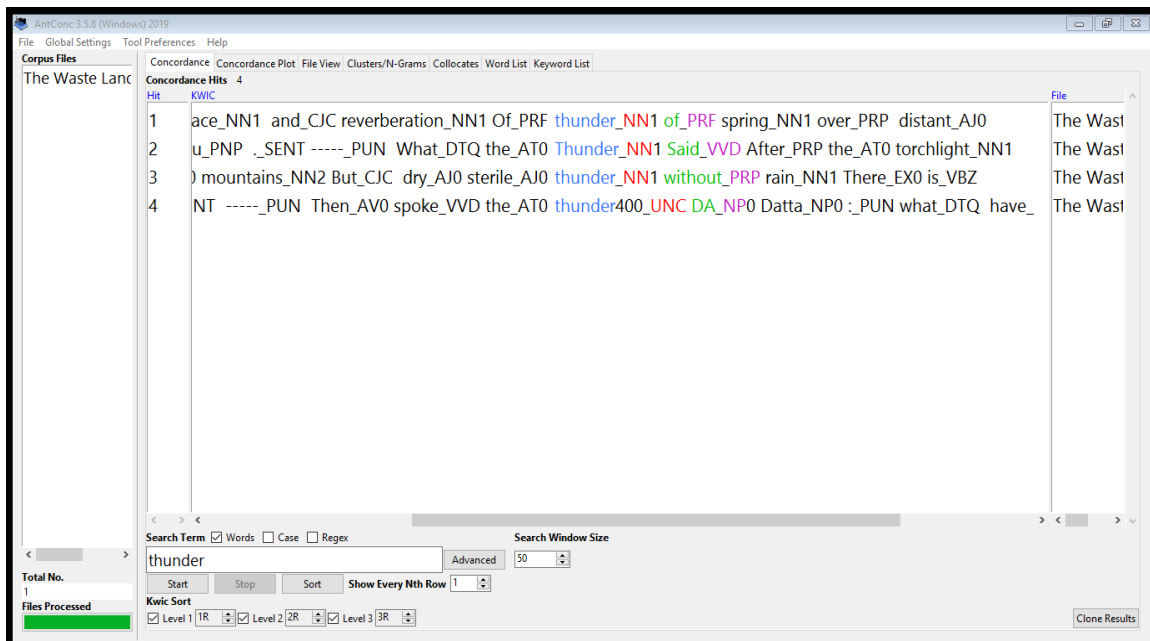 AntConc 3.5.8 (Windows) 2019
File Global Settings Tool Preferences Help
Corpus Files
The Waste Lanc
Concordance Concordance Plot File View Clusters/N-Grams Collocates Word List Keyword List
Concordance Hits 4
Hit KWIC File
1 ace_NN1 and_CJC reverberation_NN1 Of_PRF thunder_NN1 of_PRF spring_NN1 over_PRP distant_AJ0 The Wast
2 u_PNP ._SENT -----_PUN What_DTQ the_AT0 Thunder_NN1 Said_VVD After_PRP the_AT0 torchlight_NN1 The Wast
3 ) mountains_NN2 But_CJC dry_AJ0 sterile_AJ0 thunder_NN1 without_PRP rain_NN1 There_EX0 is_VBZ The Wast
4 NT -----_PUN Then_AV0 spoke_VVD the_AT0 thunder400_UNC DA_NP0 Datta_NP0 :_PUN what_DTQ have_ The Wast
Search Term Words Case Regex Search Window Size
thunder Advanced 50
Start Stop Sort Show Every Nth Row 1
Kwic Sort
Level 1 1R Level 2 2R Level 3 3R
Clone Results
Total No.
1
Files Processed